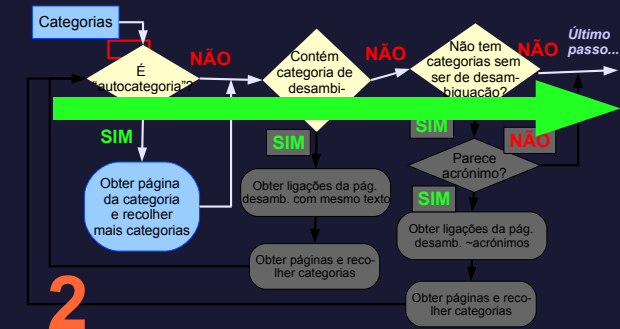 Categorias
É
“autocategoria”?
NÃO
Contém
categoria de
desambi-
NÃO
Não tem
categorias sem
ser de desam-
biguação?
NÃO
Último
passo...
SIM
SIM
SIM
NÃO
Obter página
da categoria
e recolher
mais categorias
Obter ligações da pág.
desamb. com mesmo texto
Obter páginas e reco-
lher categorias
Parece
acrónimo?
SIM
Obter ligações da pág.
desamb. ~acrónimos
Obter páginas e reco-
lher categorias
2